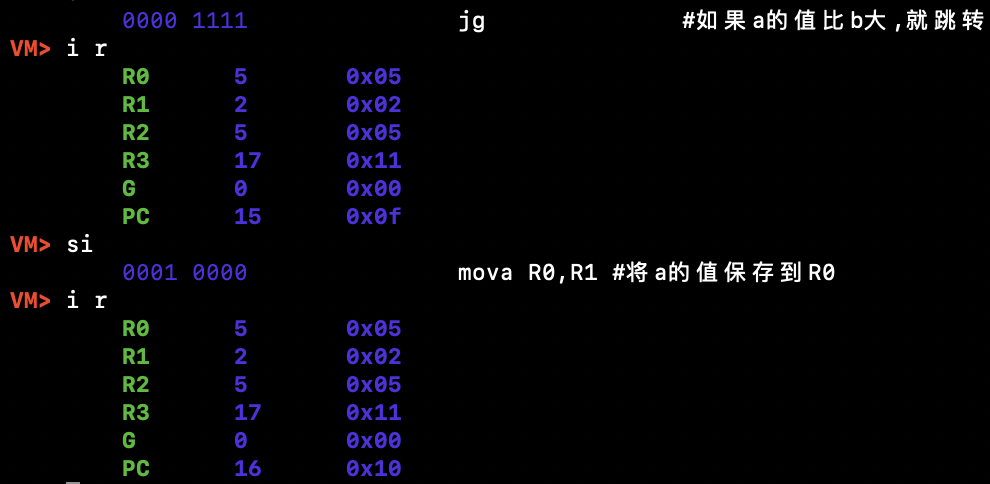 0000 1111 jg #如果a的值比b大,就跳转
VM> i r
R0 5 0x05
R1 2 0x02
R2 5 0x05
R3 17 0x11
G 0 0x00
PC 15 0x0f
VM> si
0001 0000 mova R0,R1 #将a的值保存到R0
VM> i r
R0 5 0x05
R1 2 0x02
R2 5 0x05
R3 17 0x11
G 0 0x00
PC 16 0x10